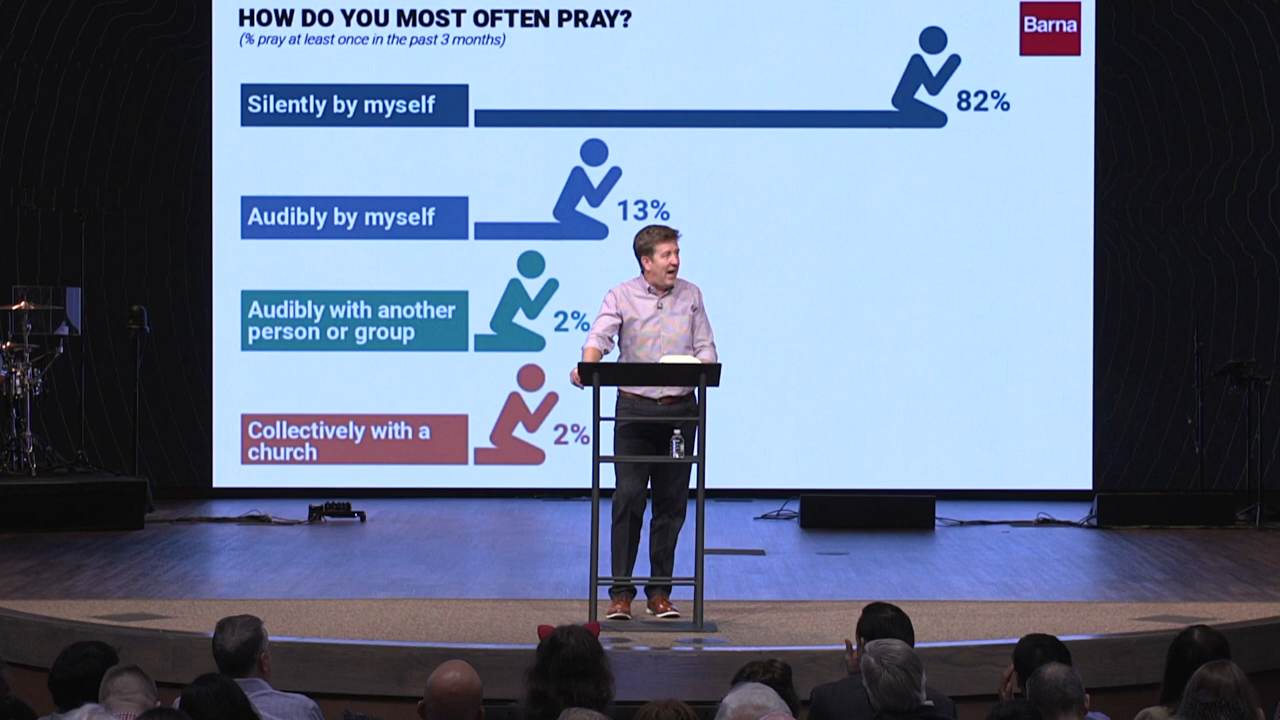 HOW DO YOU MOST OFTEN PRAY?
(% pray at least once in the past 3 months)
Barna
Silently by myself
82%
Audibly by myself
13%
Audibly with another
person or group
2%
Collectively with a
church
2%